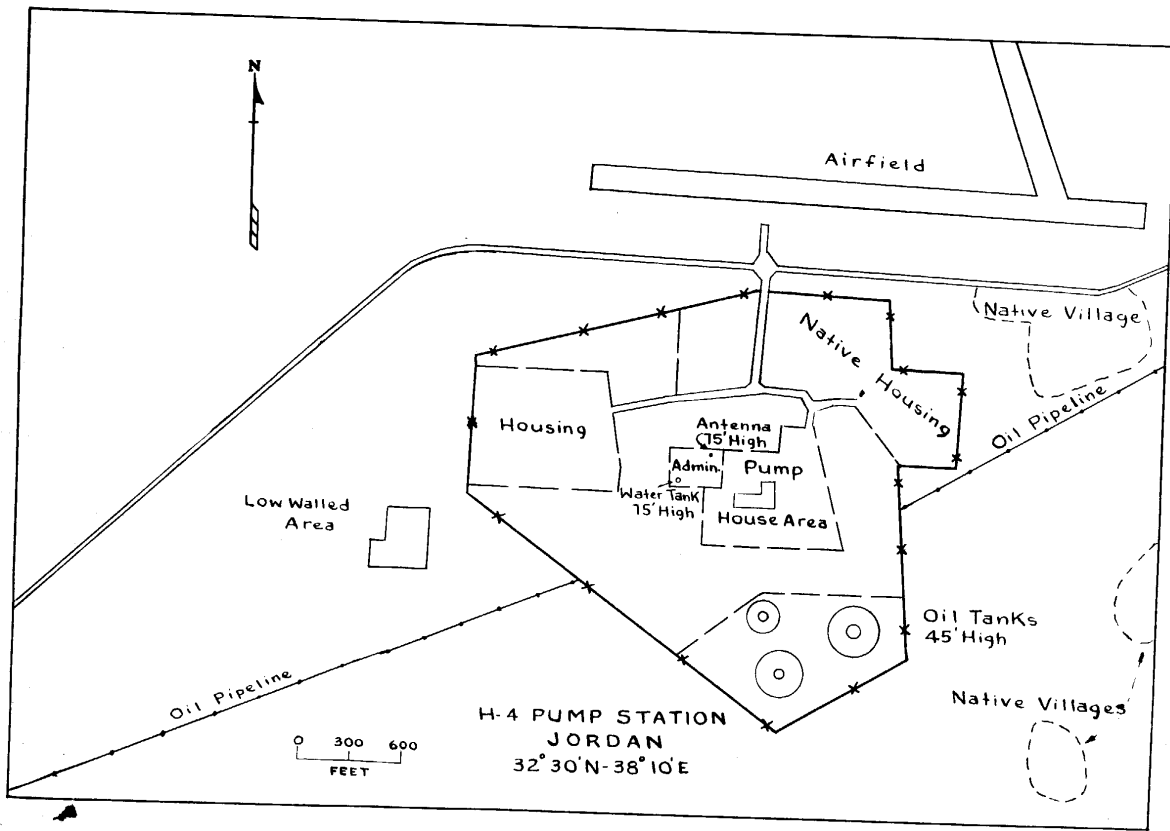 N
Airfield
Native Village
Native Housing
Oil Pipeline
Antenna
75' High
Housing
Admin.
Pump
Water Tank
75' High
House Area
Low Walled
Area
Oil Tanks
45' High
Oil Pipeline
Native Villages
H-4 PUMP STATION
JORDAN
32° 30' N - 38° 10' E
0 300 600
FEET